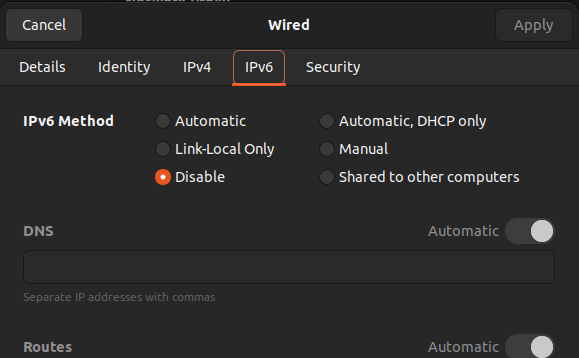 Cancel Wired Apply
Details Identity IPv4 IPv6 Security
IPv6 Method Automatic Automatic, DHCP only
Link-Local Only Manual
Disable Shared to other computers
DNS Automatic
Separate IP addresses with commas
Routes Automatic